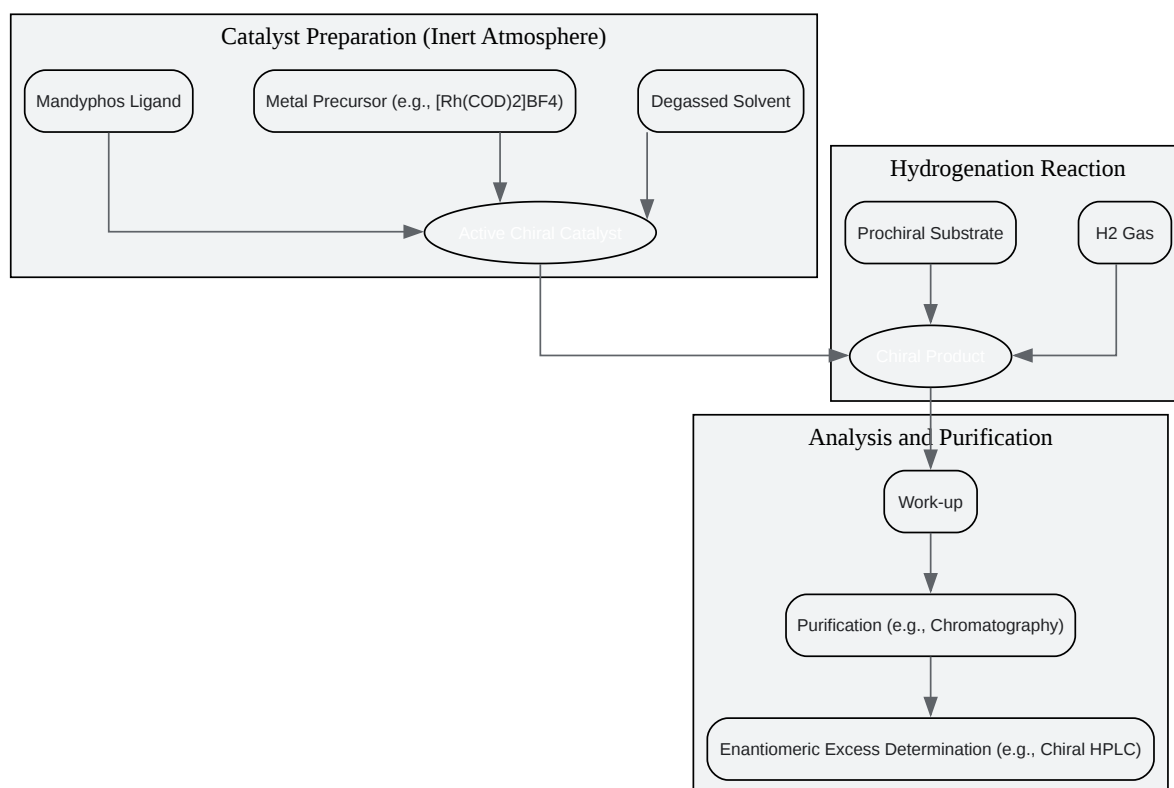 Catalyst Preparation (Inert Atmosphere)
Mandyphos Ligand
Metal Precursor (e.g., [Rh(COD)2]BF4)
Degassed Solvent
Active Chiral Catalyst
Hydrogenation Reaction
Prochiral Substrate
H2 Gas
Chiral Product
Analysis and Purification
Work-up
Purification (e.g., Chromatography)
Enantiomeric Excess Determination (e.g., Chiral HPLC)